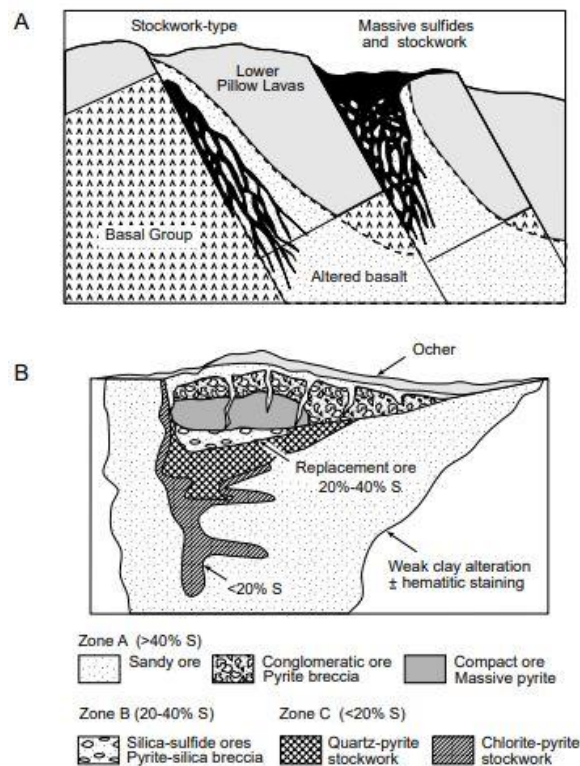 A
Stockwork-type
Massive sulfides
and stockwork
Lower
Pillow Lavas
Basal Group
Altered basalt
B
Ocher
Replacement ore
20%-40% S
<20% S
Weak clay alteration
± hematitic staining
Zone A (>40% S)
Sandy ore
Conglomeratic ore
Pyrite breccia
Compact ore
Massive pyrite
Zone B (20-40% S)
Zone C (<20% S)
Silica-sulfide ores
Pyrite-silica breccia
Quartz-pyrite
stockwork
Chlorite-pyrite
stockwork